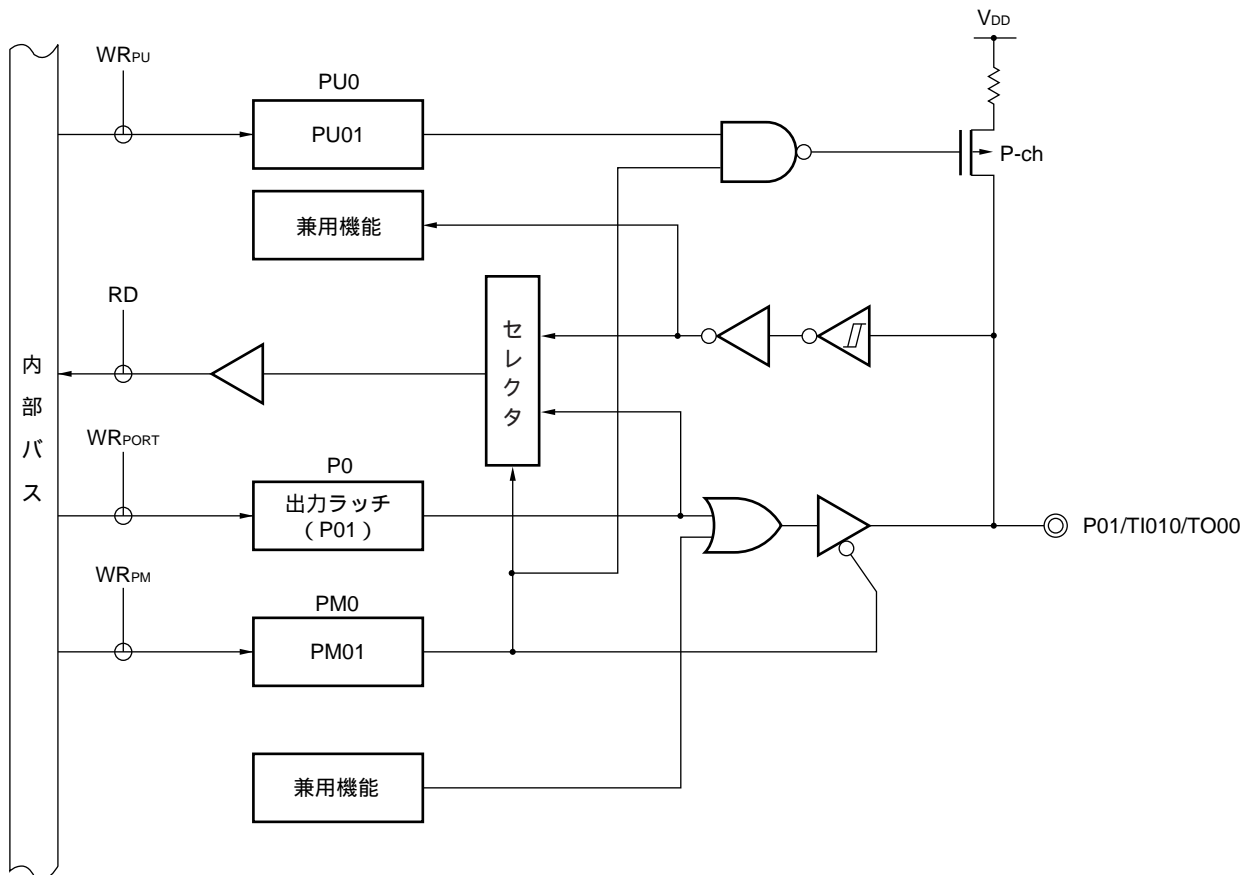 VDD
WRPU
PU0
PU01
P-ch
兼用機能
RD
セレクタ
内部バス
WRPORT
P0
出力ラッチ
(P01)
P01/TI010/TO00
WRPM
PM0
PM01
兼用機能